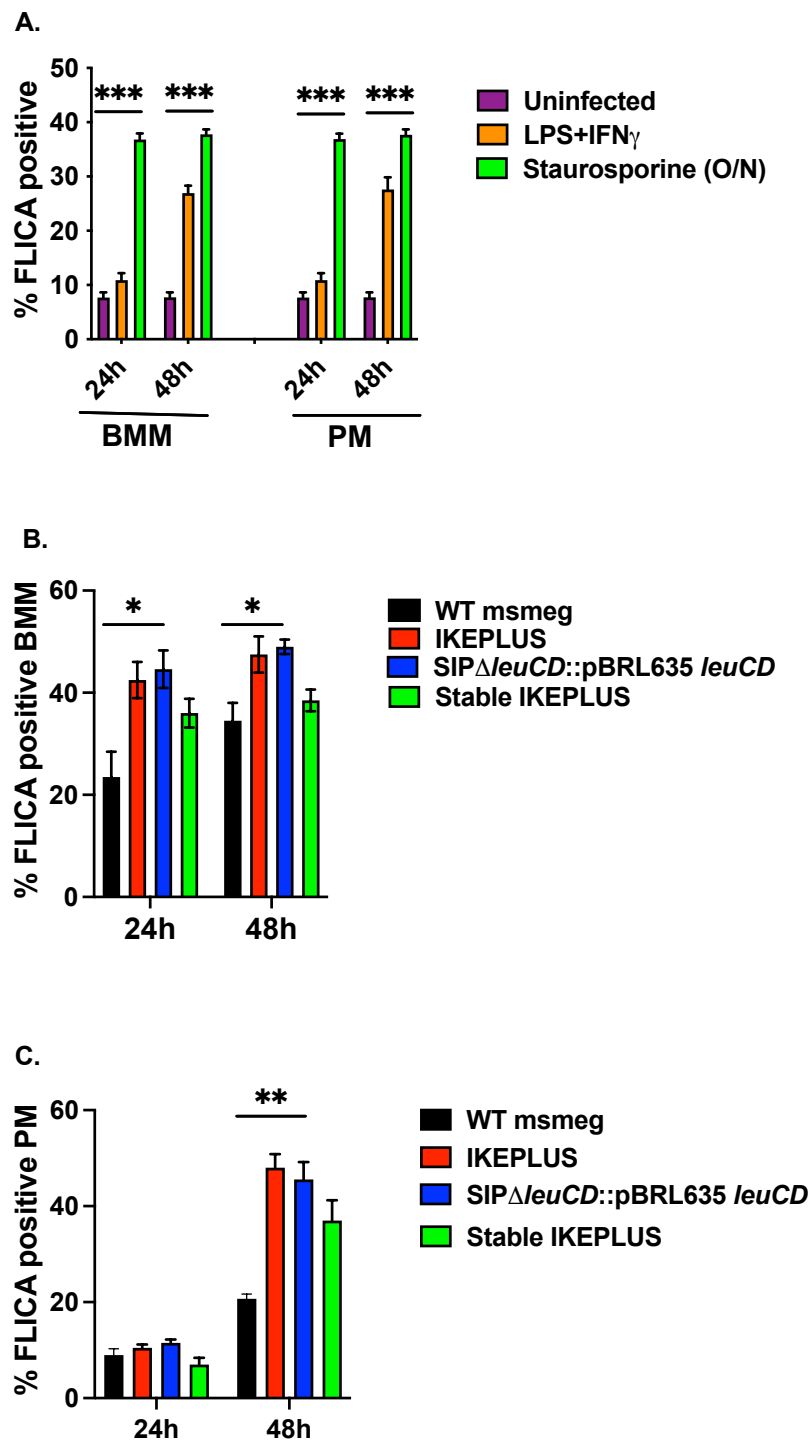 A.
% FLICA positive
50
40
30
20
10
0
*** *** *** ***
24h 48h 24h 48h
BMM PM
Uninfected
LPS+IFNγ
Staurosporine (O/N)
B.
% FLICA positive BMM
60
40
20
0
* *
24h 48h
WT msmeg
IKEPLUS
SIPΔleuCD::pBRL635 leuCD
Stable IKEPLUS
C.
% FLICA positive PM
60
40
20
0
**
24h 48h
WT msmeg
IKEPLUS
SIPΔleuCD::pBRL635 leuCD
Stable IKEPLUS